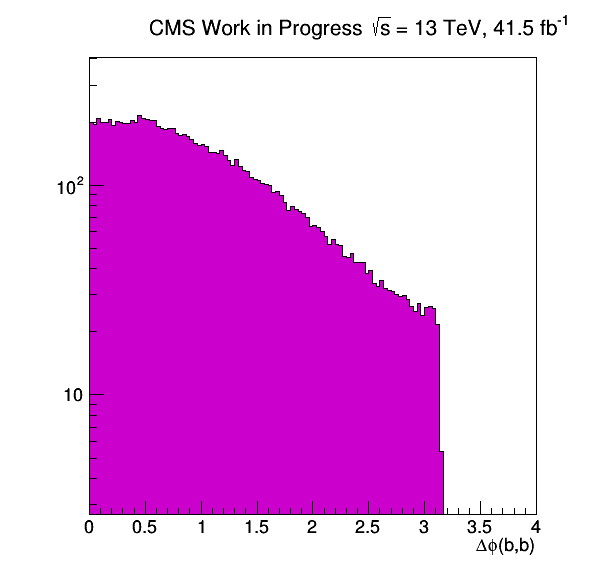 CMS Work in Progress √s = 13 TeV, 41.5 fb⁻¹
10²
10
0 0.5 1 1.5 2 2.5 3 3.5 4
Δϕ(b,b)